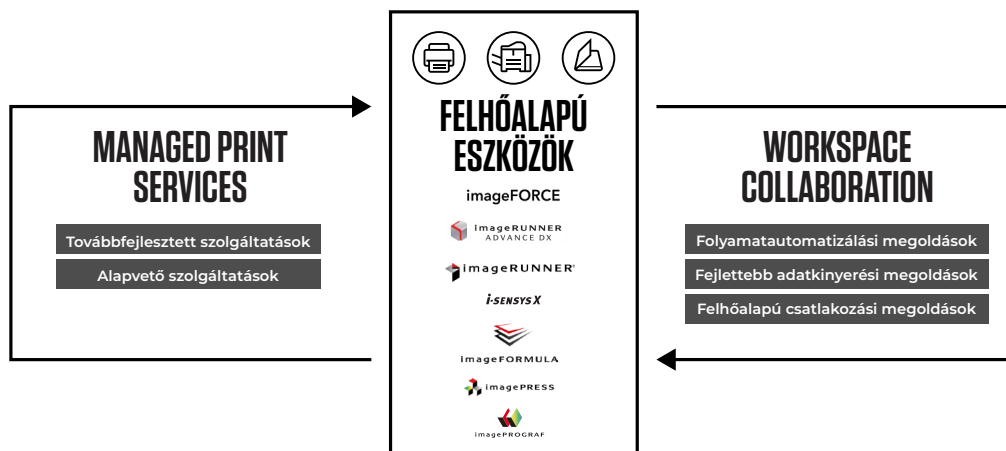 MANAGED PRINT
SERVICES
Továbbfejlesztett szolgáltatások
Alapvető szolgáltatások
FELHŐALAPÚ
ESZKÖZÖK
imageFORCE
imageRUNNER
ADVANCE DX
imageRUNNER®
i-SENSYS X
imageFORMULA
imagePRESS
imagePROGRAF
WORKSPACE
COLLABORATION
Folyamatautomatizálási megoldások
Fejlettebb adatkinyerési megoldások
Felhőalapú csatlakozási megoldások